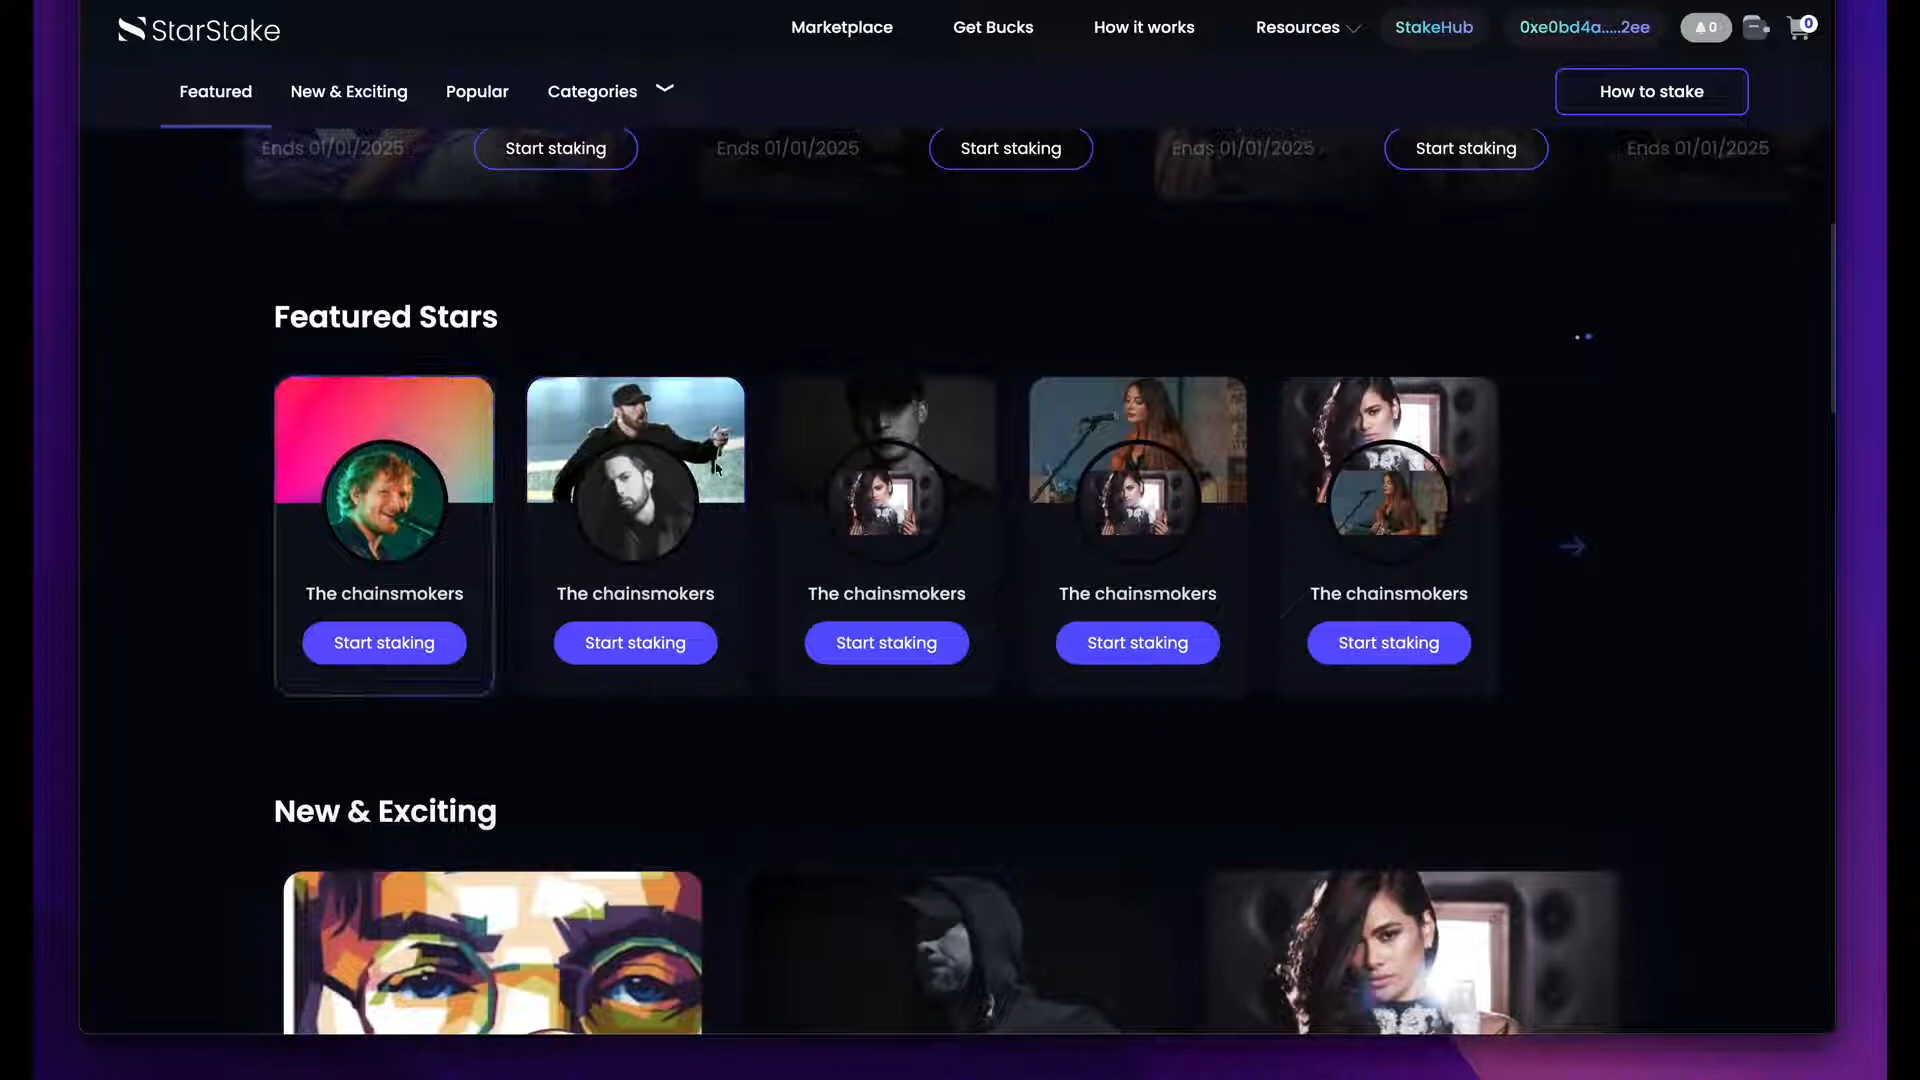 StarStake
Marketplace
Get Bucks
How it works
Resources
StakeHub
0xe0bd4a.....2ee
0
0
Featured
New & Exciting
Popular
Categories
How to stake
Ends 01/01/2025
Start staking
Ends 01/01/2025
Start staking
Ends 01/01/2025
Start staking
Ends 01/01/2025
Featured Stars
The chainsmokers
The chainsmokers
The chainsmokers
The chainsmokers
The chainsmokers
Start staking
Start staking
Start staking
Start staking
Start staking
New & Exciting